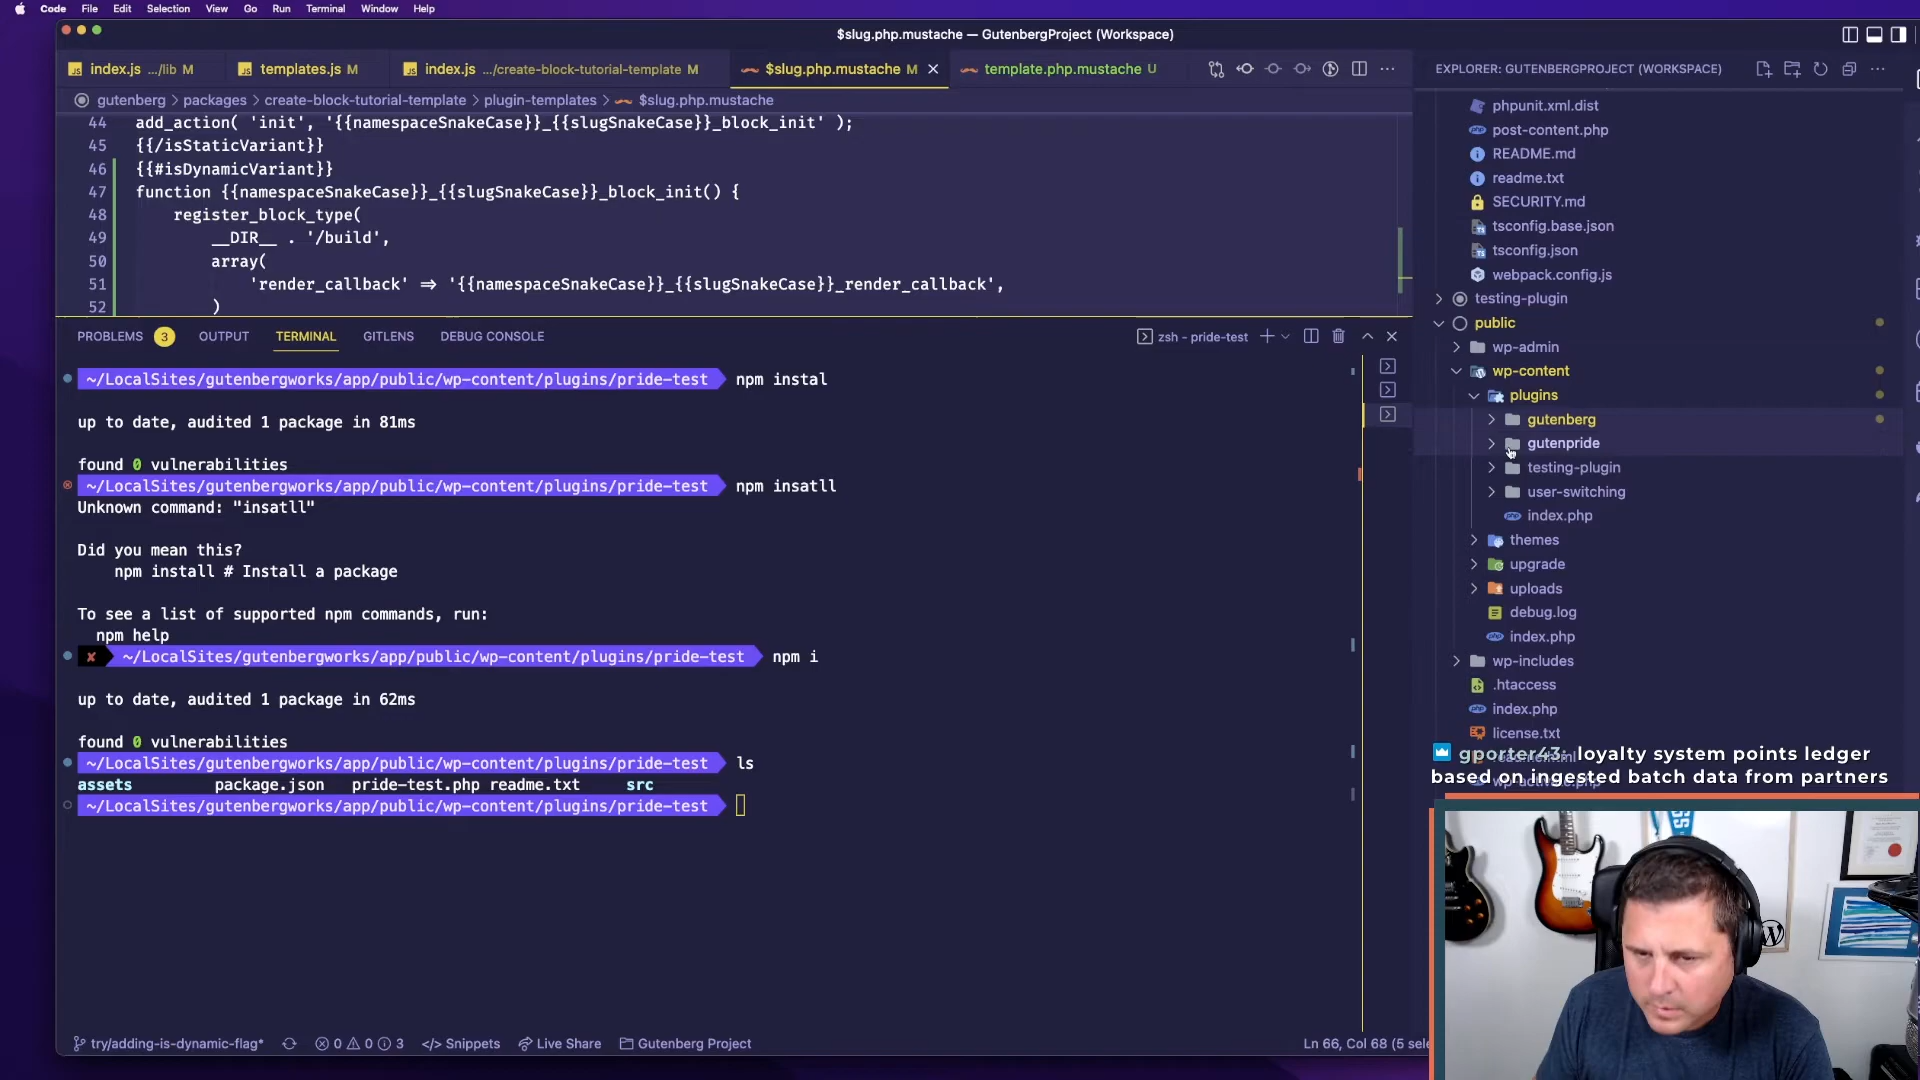 Code File Edit Selection View Go Run Terminal Window Help
$slug.php.mustache — GutenbergProject (Workspace)
index.js .../lib M
templates.js M
index.js .../create-block-tutorial-template M
$slug.php.mustache M
template.php.mustache U
gutenberg > packages > create-block-tutorial-template > plugin-templates > $slug.php.mustache
44 add_action( 'init', '{{namespaceSnakeCase}}_{{slugSnakeCase}}_block_init' );
45 {{/isStaticVariant}}
46 {{#isDynamicVariant}}
47 function {{namespaceSnakeCase}}_{{slugSnakeCase}}_block_init() {
48 register_block_type(
49 __DIR__ . '/build',
50 array(
51 'render_callback' => '{{namespaceSnakeCase}}_{{slugSnakeCase}}_render_callback',
52 )
PROBLEMS 3 OUTPUT TERMINAL GITLENS DEBUG CONSOLE
zsh - pride-test
~/LocalSites/gutenbergworks/app/public/wp-content/plugins/pride-test npm instal
up to date, audited 1 package in 81ms
found 0 vulnerabilities
~/LocalSites/gutenbergworks/app/public/wp-content/plugins/pride-test npm insatll
Unknown command: "insatll"
Did you mean this?
npm install # Install a package
To see a list of supported npm commands, run:
npm help
✘ ~/LocalSites/gutenbergworks/app/public/wp-content/plugins/pride-test npm i
up to date, audited 1 package in 62ms
found 0 vulnerabilities
~/LocalSites/gutenbergworks/app/public/wp-content/plugins/pride-test ls
assets package.json pride-test.php readme.txt src
~/LocalSites/gutenbergworks/app/public/wp-content/plugins/pride-test
try/adding-is-dynamic-flag* 0 0 3 Snippets Live Share Gutenberg Project
Ln 66, Col 68 (5 sele
EXPLORER: GUTENBERGPROJECT (WORKSPACE)
phpunit.xml.dist
post-content.php
README.md
readme.txt
SECURITY.md
tsconfig.base.json
tsconfig.json
webpack.config.js
testing-plugin
public
wp-admin
wp-content
plugins
gutenberg
gutenpride
testing-plugin
user-switching
index.php
themes
upgrade
uploads
debug.log
index.php
wp-includes
.htaccess
index.php
license.txt
gporter43: loyalty system points ledger
based on ingested batch data from partners